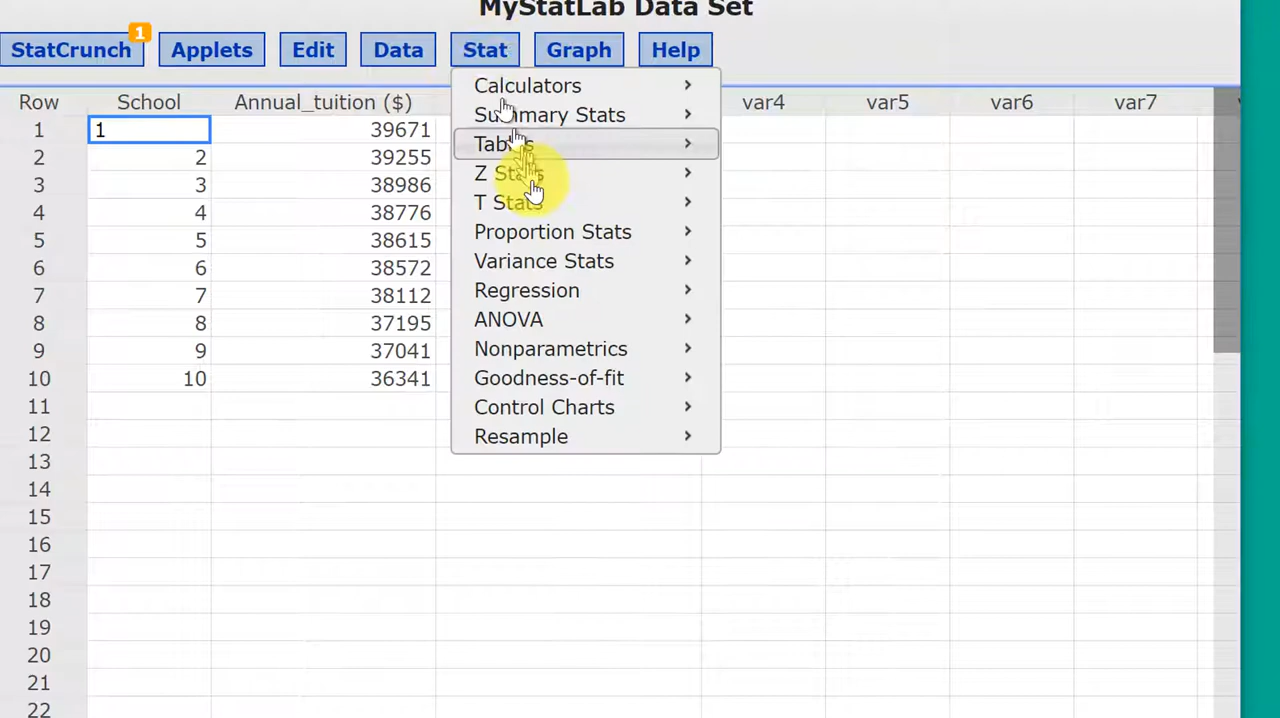 MyStatLab Data Set
1
StatCrunch Applets Edit Data Stat Graph Help
Calculators
Row School Annual_tuition ($) var4 var5 var6 var7
Summary Stats
1 1 39671
Tables
2 2 39255
Z Stats
3 3 38986
T Stats
4 4 38776
Proportion Stats
5 5 38615
Variance Stats
6 6 38572
Regression
7 7 38112
ANOVA
8 8 37195
Nonparametrics
9 9 37041
Goodness-of-fit
10 10 36341
Control Charts
11
Resample
12
13
14
15
16
17
18
19
20
21
22